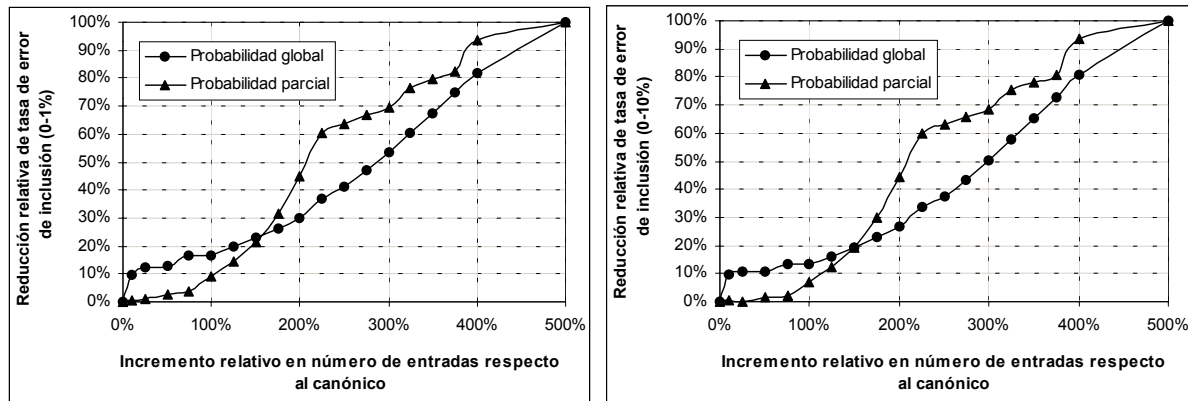 Reducción relativa de tasa de error
de inclusión (0-1%)
100%
90%
80%
70%
60%
50%
40%
30%
20%
10%
0%
Probabilidad global
Probabilidad parcial
0%
100%
200%
300%
400%
500%
Incremento relativo en número de entradas respecto
al canónico
Reducción relativa de tasa de error
de inclusión (0-10%)
100%
90%
80%
70%
60%
50%
40%
30%
20%
10%
0%
Probabilidad global
Probabilidad parcial
0%
100%
200%
300%
400%
500%
Incremento relativo en número de entradas respecto
al canónico